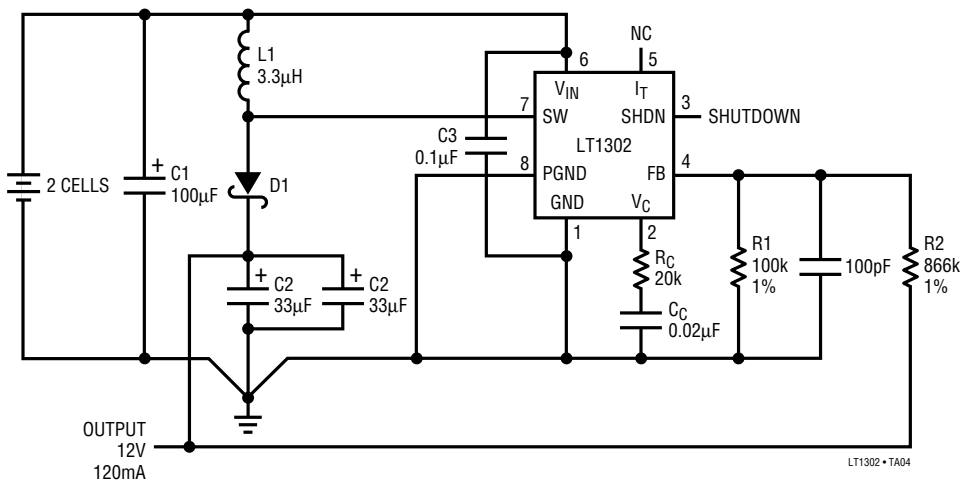 NC
L1
3.3µH
6
5
VIN
IT
7
SW
SHDN
3
SHUTDOWN
C3
0.1µF
LT1302
8
PGND
FB
4
2 CELLS
+
C1
100µF
D1
GND
VC
1
2
RC
20k
R1
100k
1%
100pF
R2
866k
1%
+
C2
33µF
+
C2
33µF
CC
0.02µF
OUTPUT
12V
120mA
LT1302 • TA04